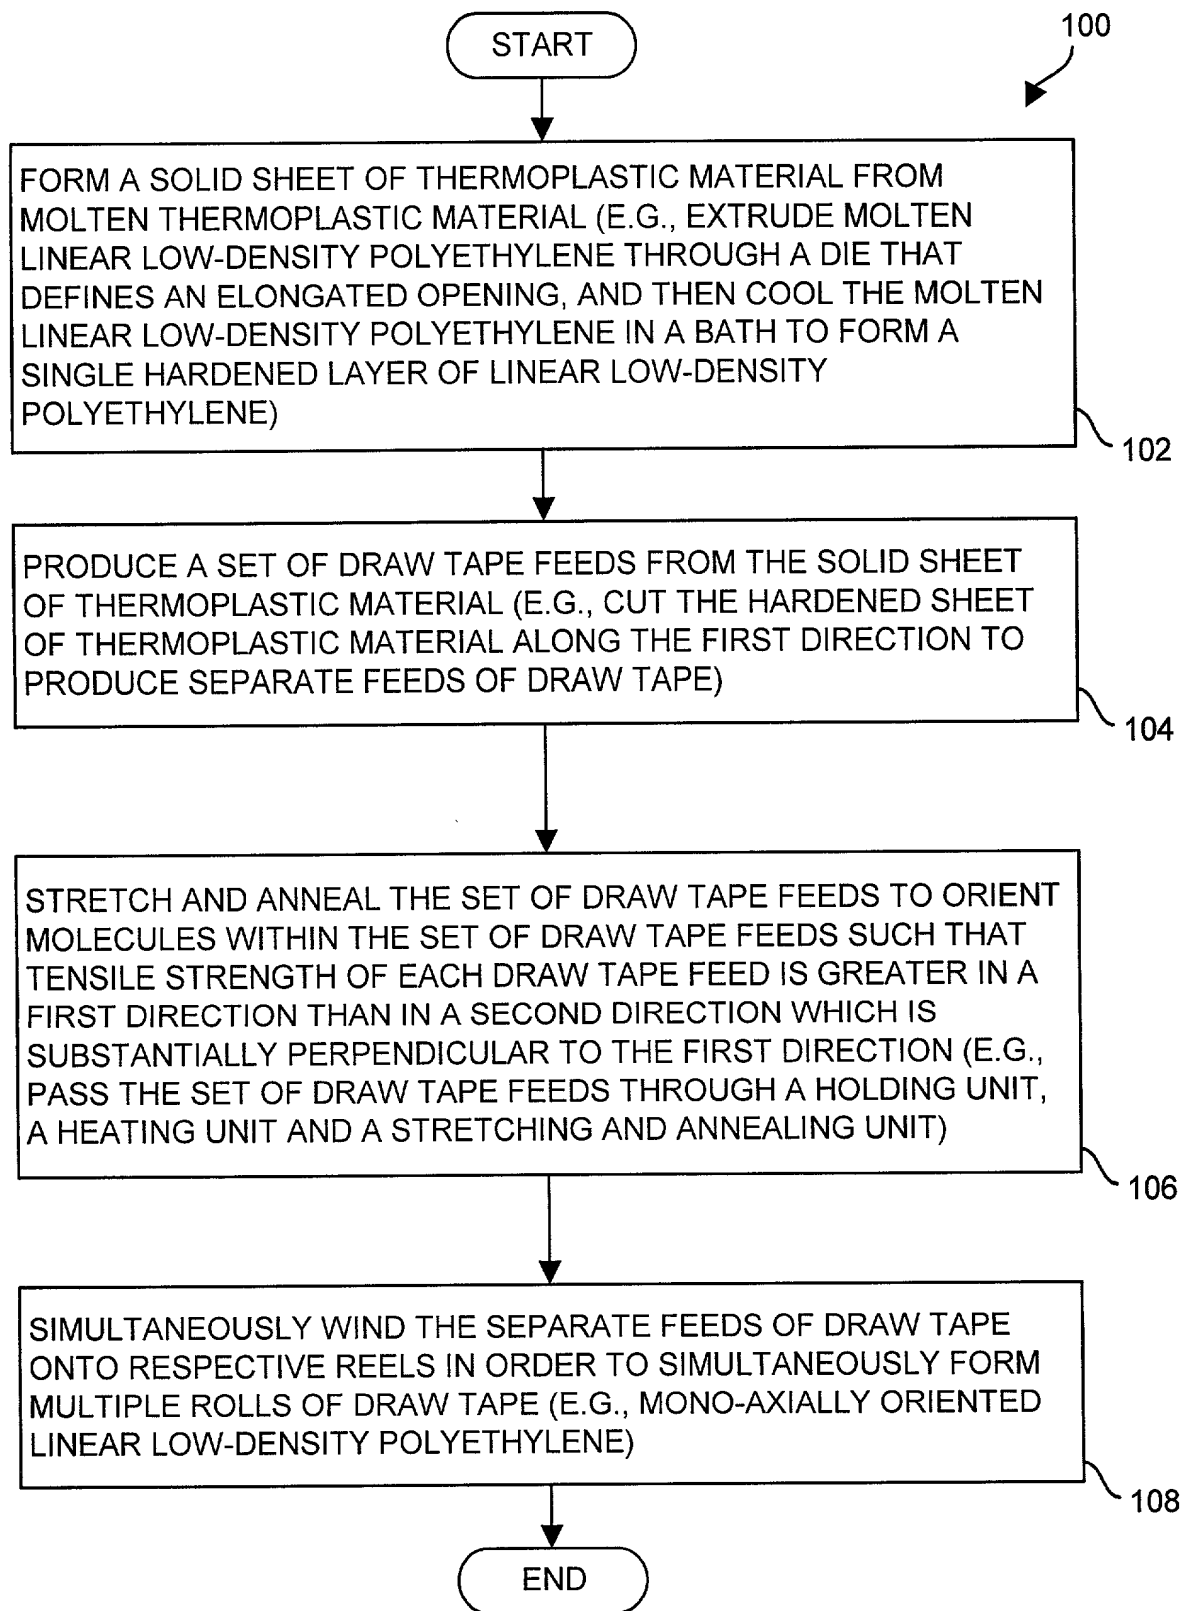 START
100
FORM A SOLID SHEET OF THERMOPLASTIC MATERIAL FROM
MOLTEN THERMOPLASTIC MATERIAL (E.G., EXTRUDE MOLTEN
LINEAR LOW-DENSITY POLYETHYLENE THROUGH A DIE THAT
DEFINES AN ELONGATED OPENING, AND THEN COOL THE MOLTEN
LINEAR LOW-DENSITY POLYETHYLENE IN A BATH TO FORM A
SINGLE HARDENED LAYER OF LINEAR LOW-DENSITY
POLYETHYLENE)
102
PRODUCE A SET OF DRAW TAPE FEEDS FROM THE SOLID SHEET
OF THERMOPLASTIC MATERIAL (E.G., CUT THE HARDENED SHEET
OF THERMOPLASTIC MATERIAL ALONG THE FIRST DIRECTION TO
PRODUCE SEPARATE FEEDS OF DRAW TAPE)
104
STRETCH AND ANNEAL THE SET OF DRAW TAPE FEEDS TO ORIENT
MOLECULES WITHIN THE SET OF DRAW TAPE FEEDS SUCH THAT
TENSILE STRENGTH OF EACH DRAW TAPE FEED IS GREATER IN A
FIRST DIRECTION THAN IN A SECOND DIRECTION WHICH IS
SUBSTANTIALLY PERPENDICULAR TO THE FIRST DIRECTION (E.G.,
PASS THE SET OF DRAW TAPE FEEDS THROUGH A HOLDING UNIT,
A HEATING UNIT AND A STRETCHING AND ANNEALING UNIT)
106
SIMULTANEOUSLY WIND THE SEPARATE FEEDS OF DRAW TAPE
ONTO RESPECTIVE REELS IN ORDER TO SIMULTANEOUSLY FORM
MULTIPLE ROLLS OF DRAW TAPE (E.G., MONO-AXIALLY ORIENTED
LINEAR LOW-DENSITY POLYETHYLENE)
108
END